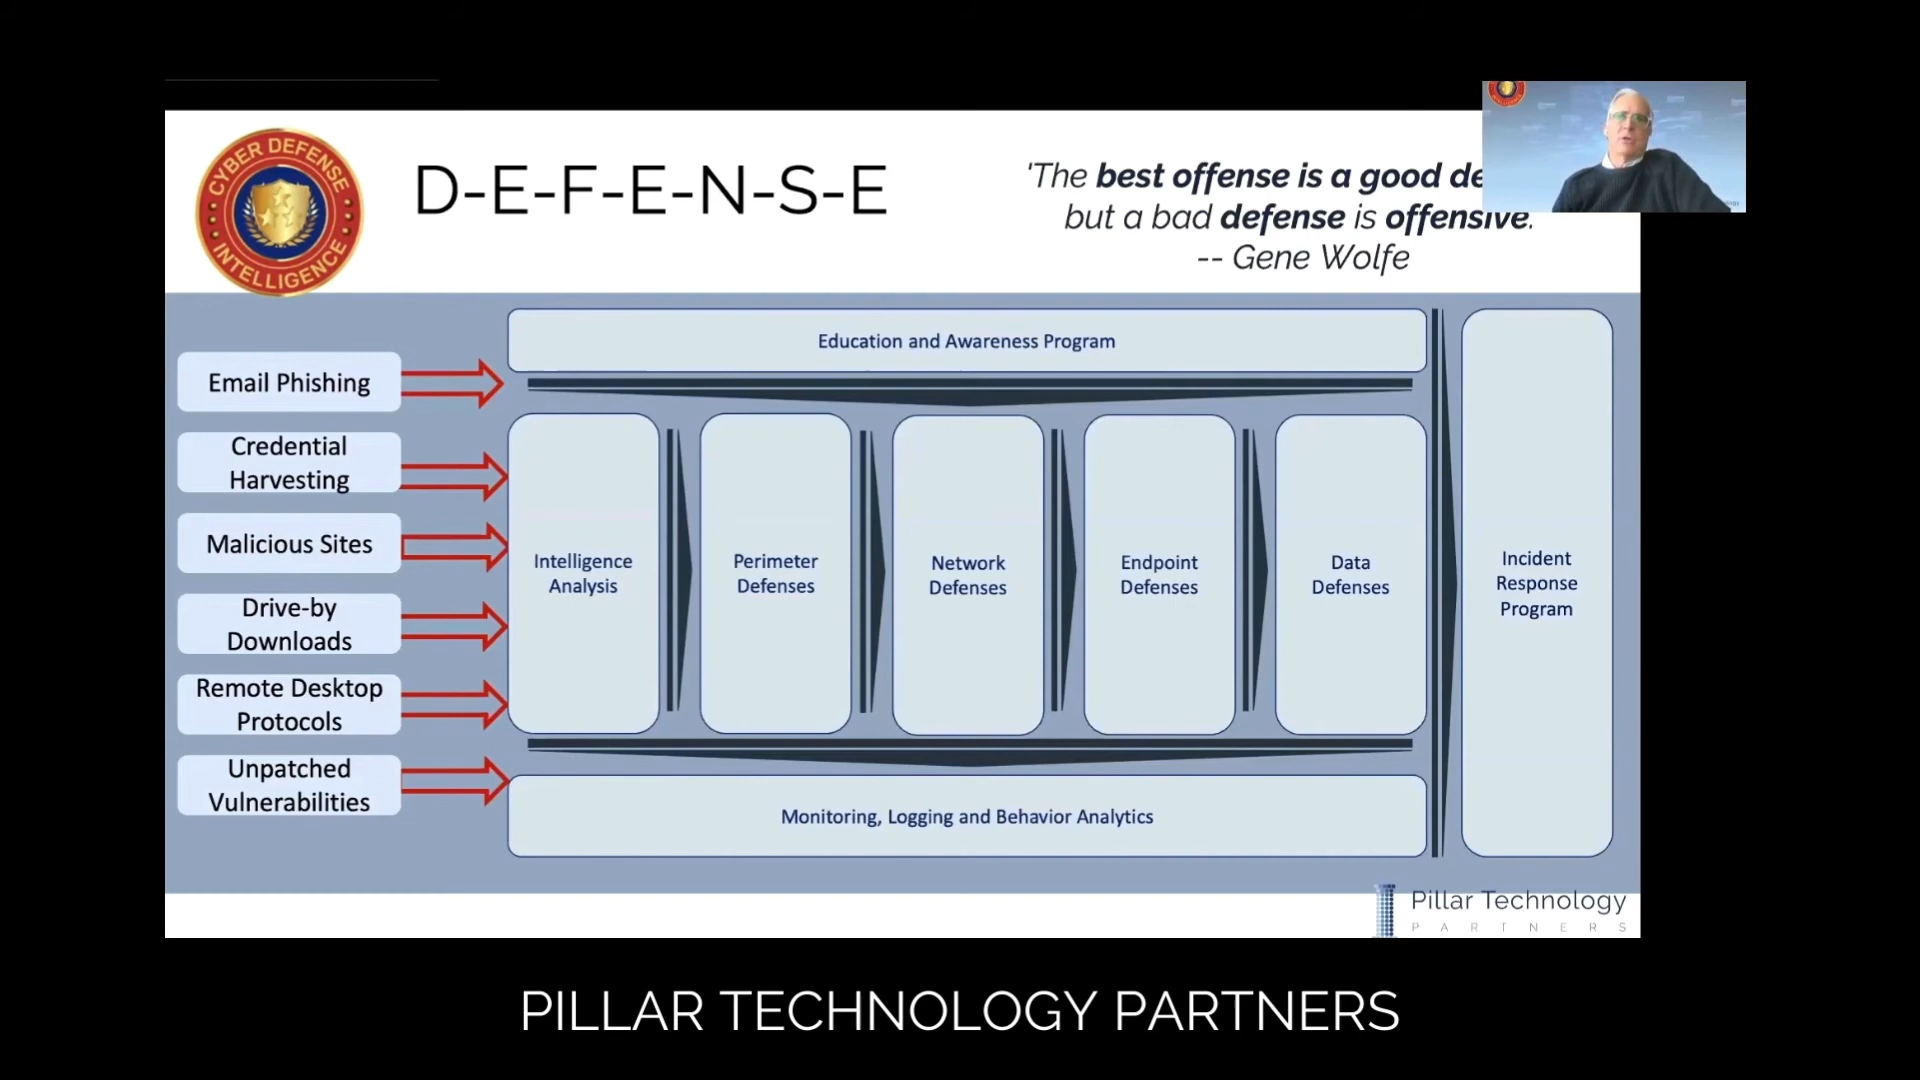 CYBER DEFENSE
INTELLIGENCE
D-E-F-E-N-S-E
'The best offense is a good de
but a bad defense is offensive.
-- Gene Wolfe
Education and Awareness Program
Email Phishing
Credential
Harvesting
Malicious Sites
Drive-by
Downloads
Remote Desktop
Protocols
Unpatched
Vulnerabilities
Intelligence
Analysis
Perimeter
Defenses
Network
Defenses
Endpoint
Defenses
Data
Defenses
Incident
Response
Program
Monitoring, Logging and Behavior Analytics
Pillar Technology
PARTNERS
PILLAR TECHNOLOGY PARTNERS